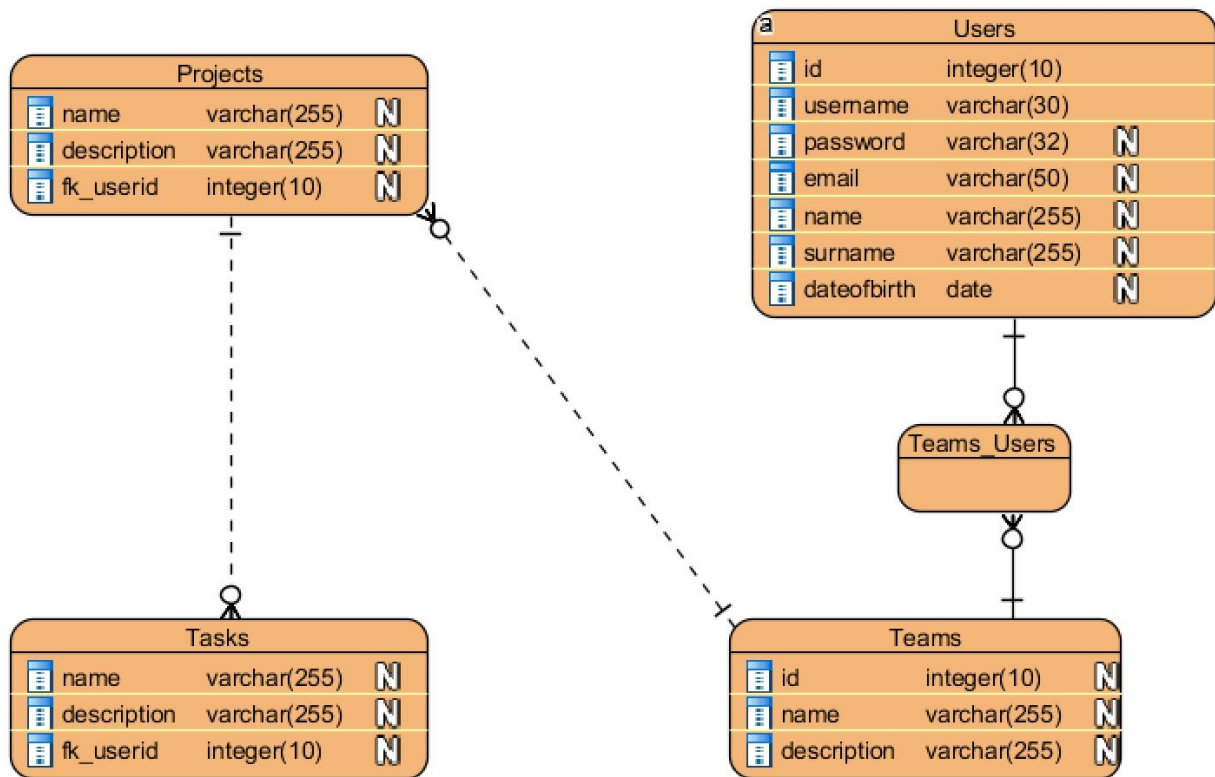 Projects
name varchar(255) N
description varchar(255) N
fk_userid integer(10) N
a
Users
id integer(10)
username varchar(30)
password varchar(32) N
email varchar(50) N
name varchar(255) N
surname varchar(255) N
dateofbirth date N
Teams_Users
Tasks
name varchar(255) N
description varchar(255) N
fk_userid integer(10) N
Teams
id integer(10) N
name varchar(255) N
description varchar(255) N